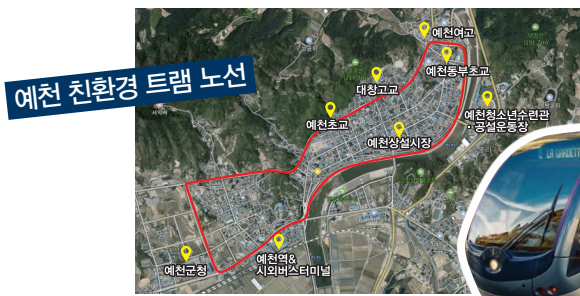 예천 친환경 트램 노선
예천여고
예천동부초교
대창고교
예천청소년수련관
·공설운동장
예천초교
예천상설시장
예천역&
시외버스터미널
예천군청
LA GARDETTE